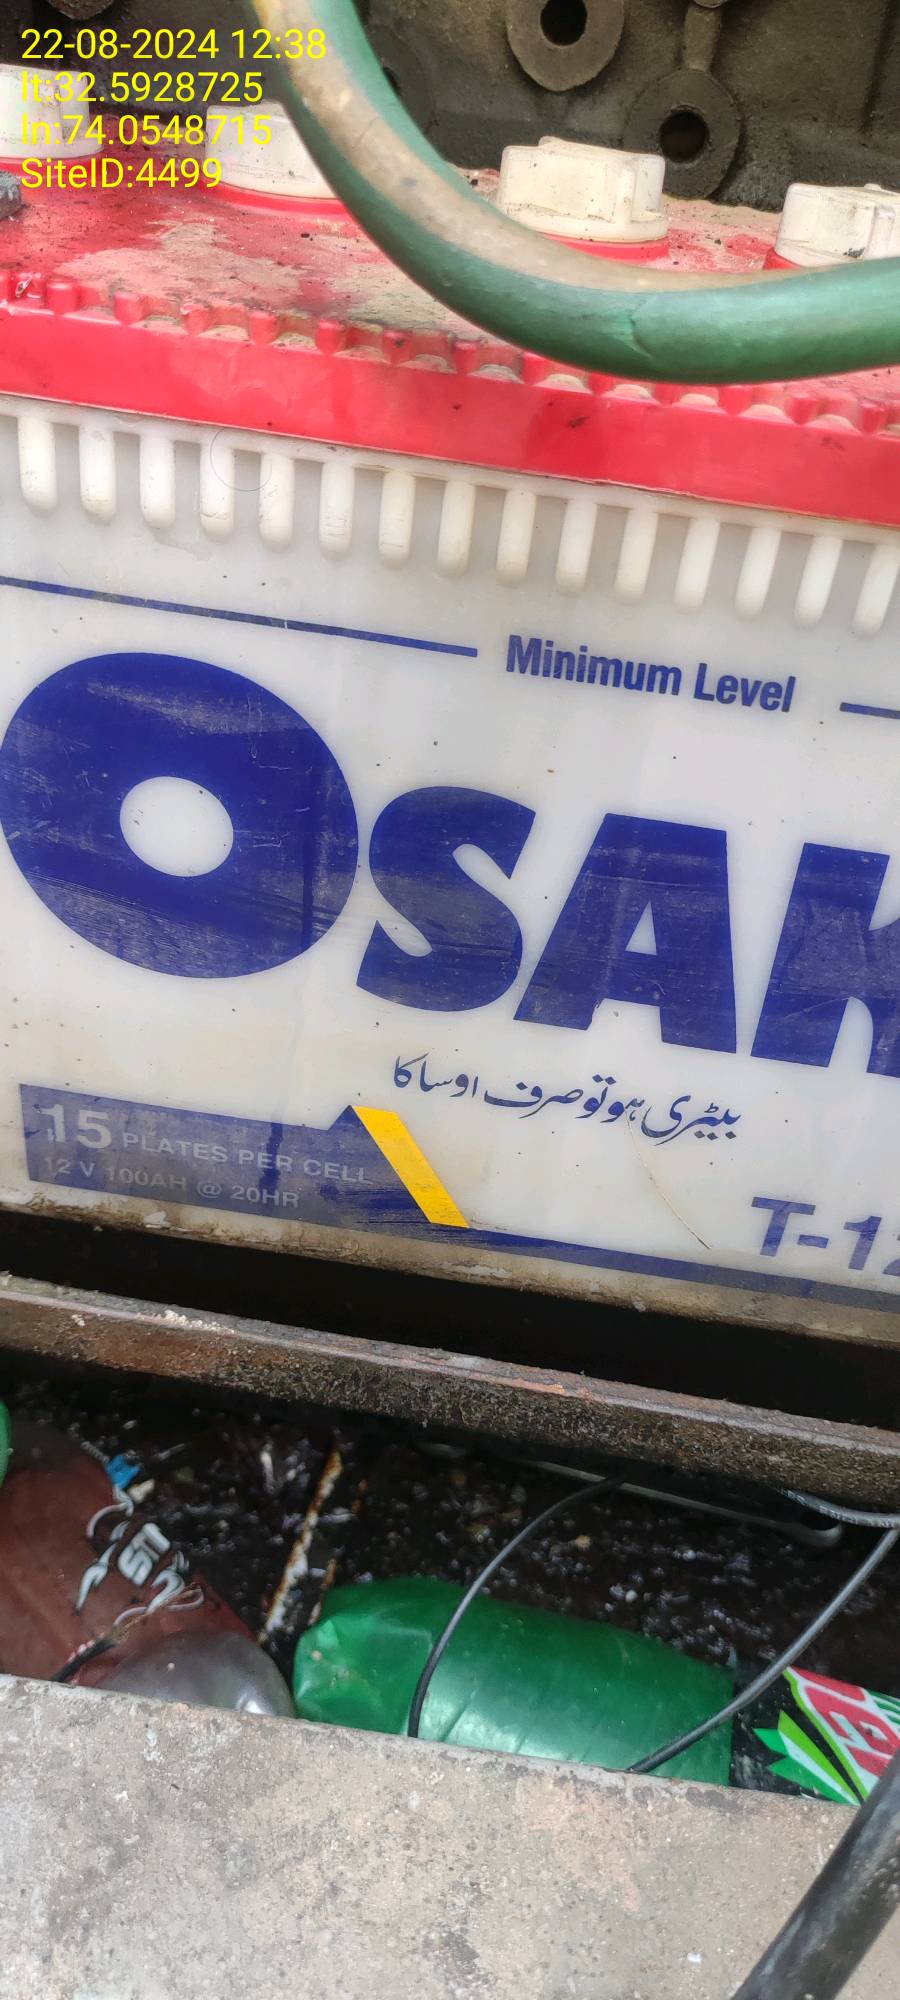 22-08-2024 12:38
lt:32.5928725
ln:74.0548715
SiteID:4499
Minimum Level
OSAK
بیٹری ہو تو صرف اوساکا
15 PLATES PER CELL
12 V 100AH @ 20HR
T-12